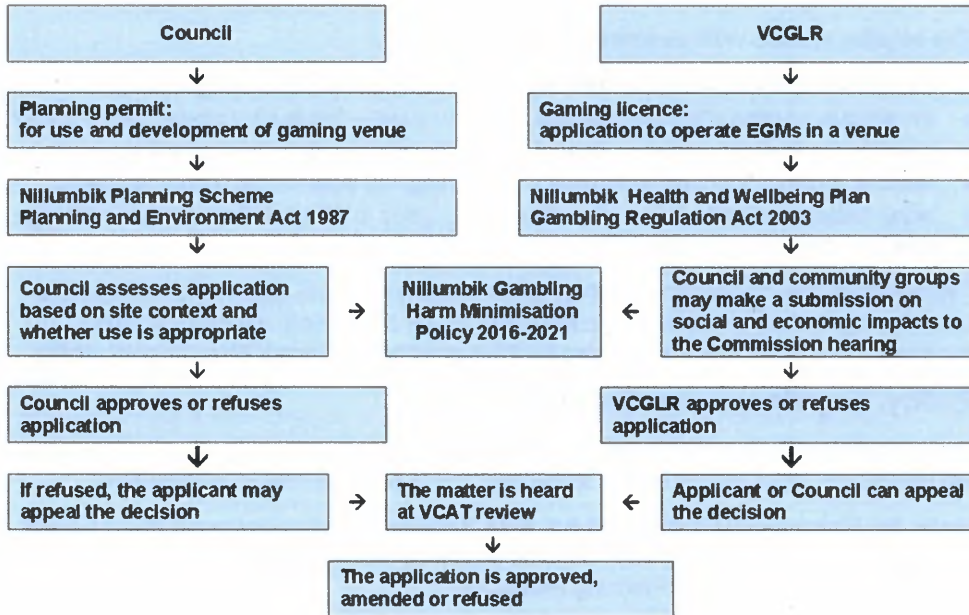 Council
VCGLR
Planning permit:
for use and development of gaming venue
Gaming licence:
application to operate EGMs in a venue
Nillumbik Planning Scheme
Planning and Environment Act 1987
Nillumbik Health and Wellbeing Plan
Gambling Regulation Act 2003
Council assesses application
based on site context and
whether use is appropriate
Nillumbik Gambling
Harm Minimisation
Policy 2016-2021
Council and community groups
may make a submission on
social and economic impacts to
the Commission hearing
Council approves or refuses
application
VCGLR approves or refuses
application
If refused, the applicant may
appeal the decision
The matter is heard
at VCAT review
Applicant or Council can appeal
the decision
The application is approved,
amended or refused